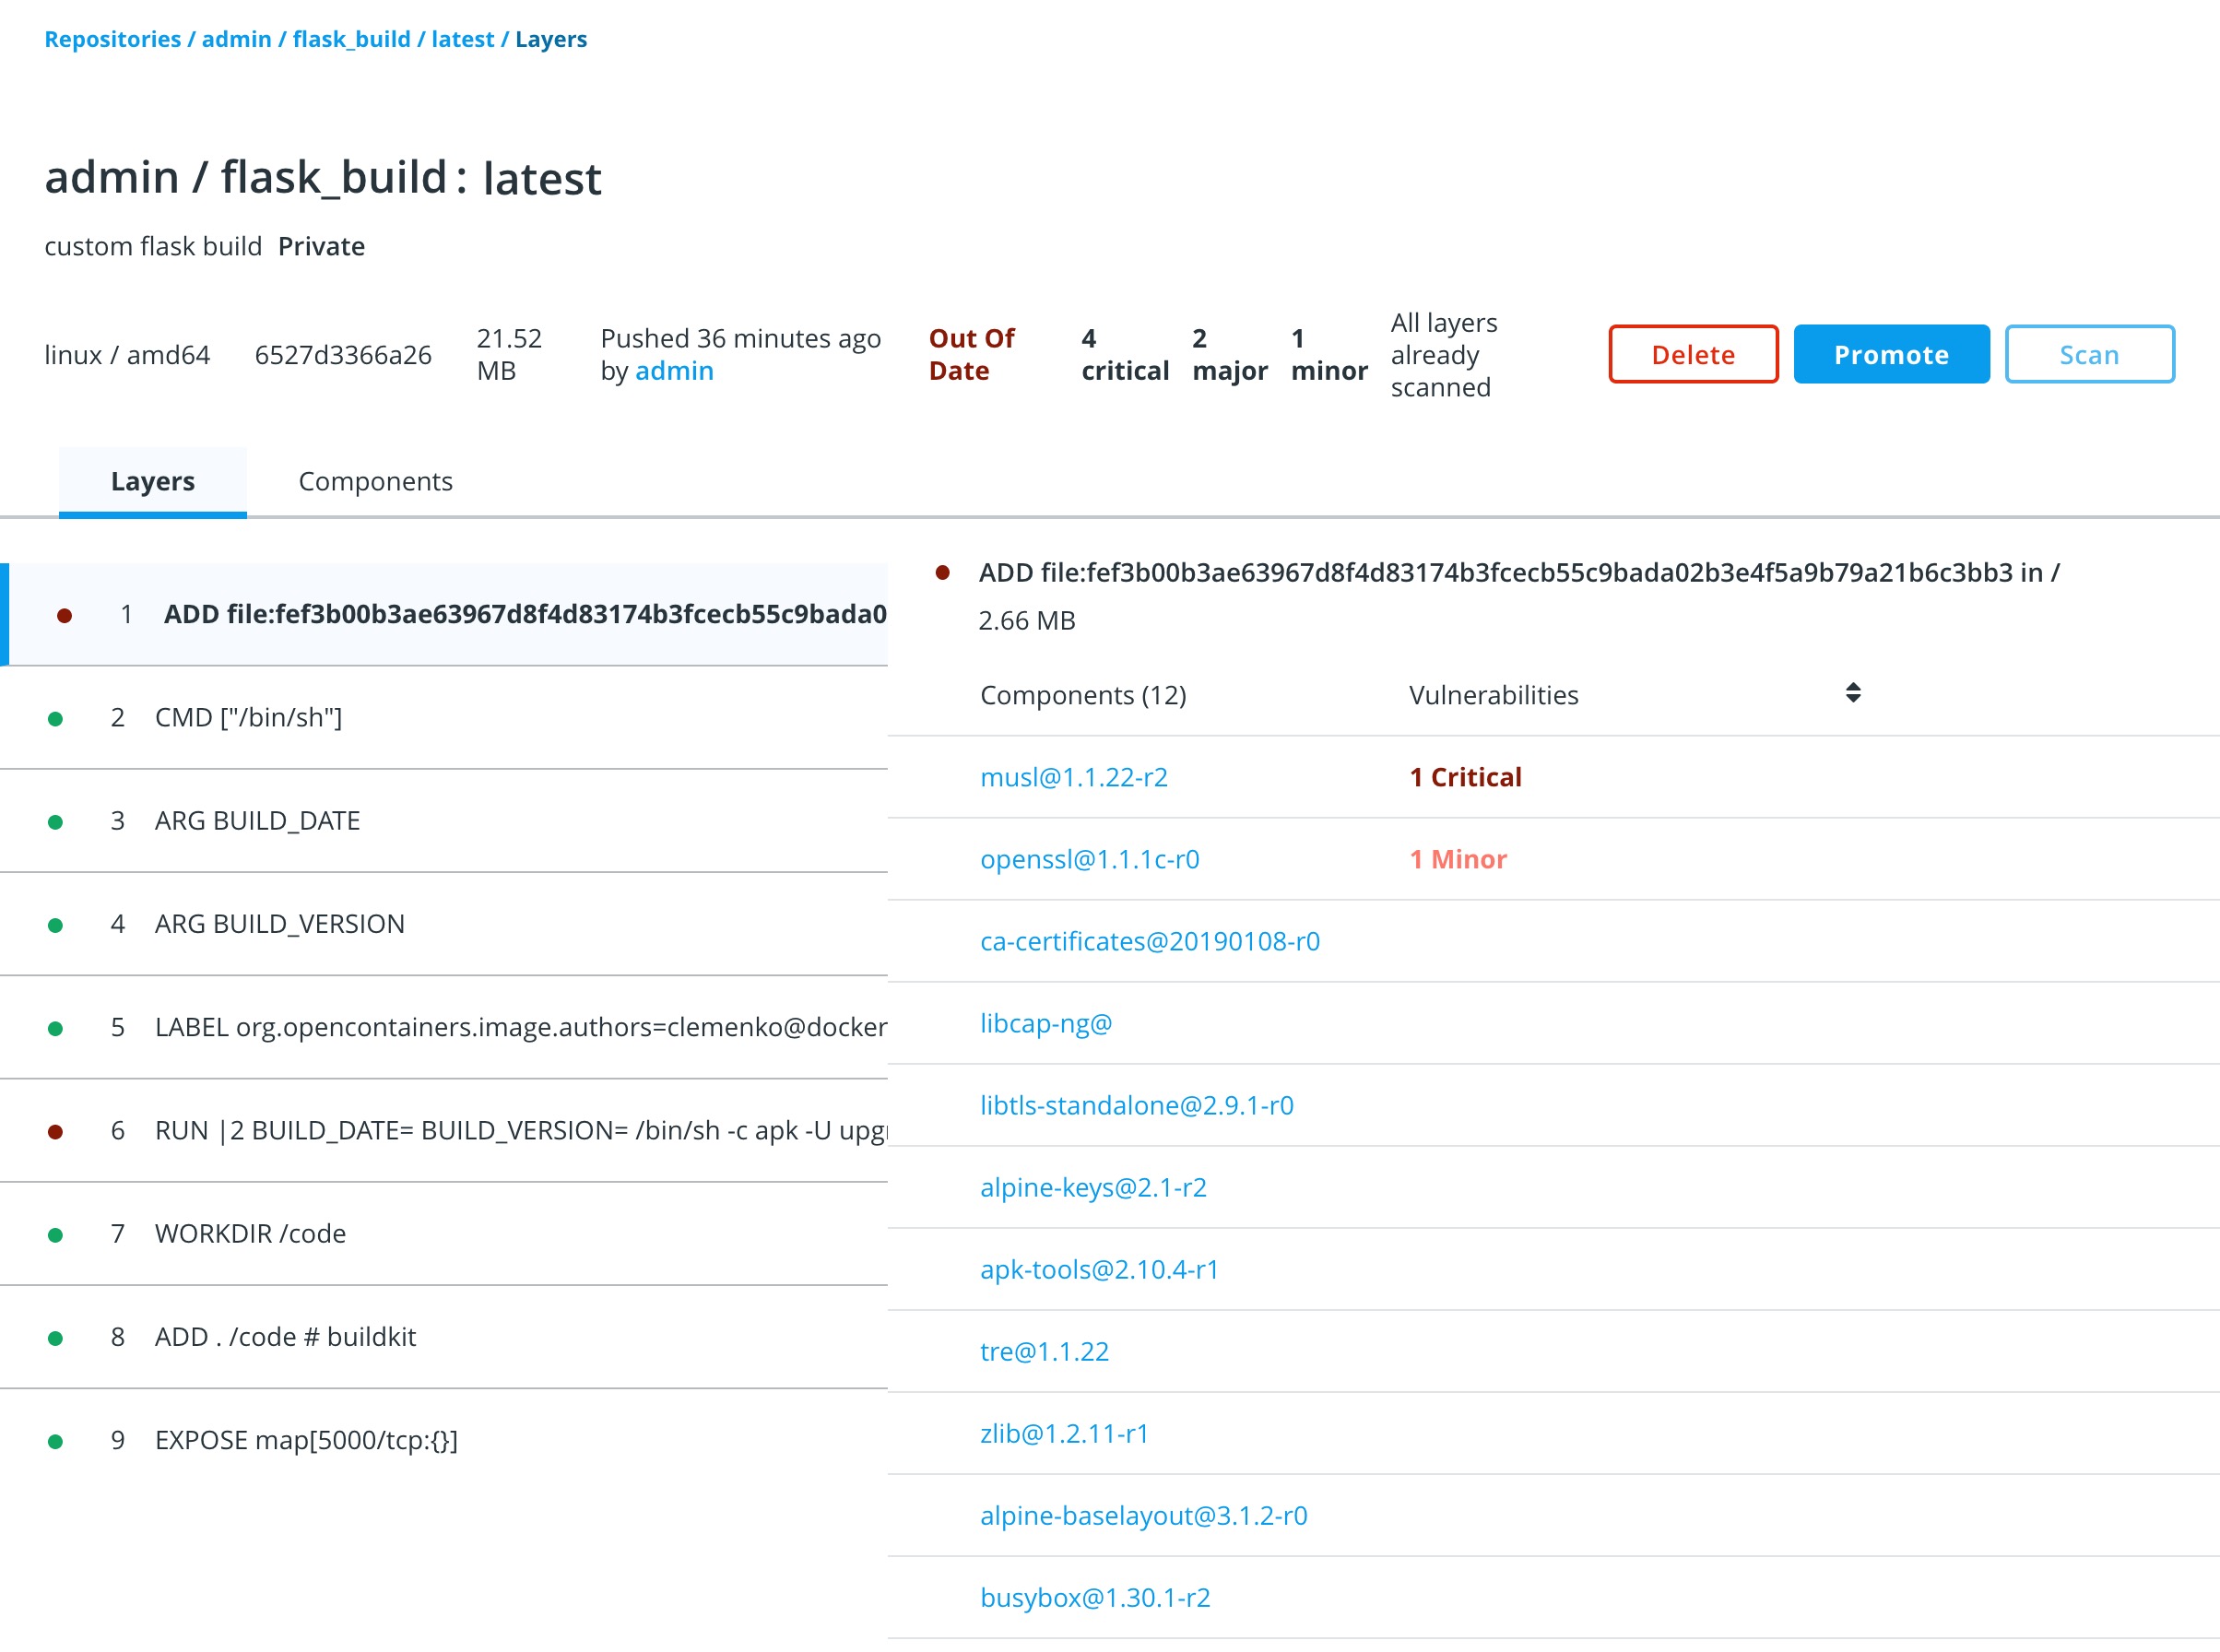 Repositories / admin / flask_build / latest / Layers
admin / flask_build : latest
custom flask build Private
linux / amd64
6527d3366a26
21.52
MB
Pushed 36 minutes ago
by admin
Out Of
Date
4
critical
2
major
1
minor
All layers
already
scanned
Delete
Promote
Scan
Layers
Components
1 ADD file:fef3b00b3ae63967d8f4d83174b3fcecb55c9bada0
2 CMD ["/bin/sh"]
3 ARG BUILD_DATE
4 ARG BUILD_VERSION
5 LABEL org.opencontainers.image.authors=clemenko@docker
6 RUN |2 BUILD_DATE= BUILD_VERSION= /bin/sh -c apk -U upgr
7 WORKDIR /code
8 ADD . /code # buildkit
9 EXPOSE map[5000/tcp:{}]
ADD file:fef3b00b3ae63967d8f4d83174b3fcecb55c9bada02b3e4f5a9b79a21b6c3bb3 in /
2.66 MB
Components (12) Vulnerabilities
musl@1.1.22-r2 1 Critical
openssl@1.1.1c-r0 1 Minor
ca-certificates@20190108-r0
libcap-ng@
libtls-standalone@2.9.1-r0
alpine-keys@2.1-r2
apk-tools@2.10.4-r1
tre@1.1.22
zlib@1.2.11-r1
alpine-baselayout@3.1.2-r0
busybox@1.30.1-r2